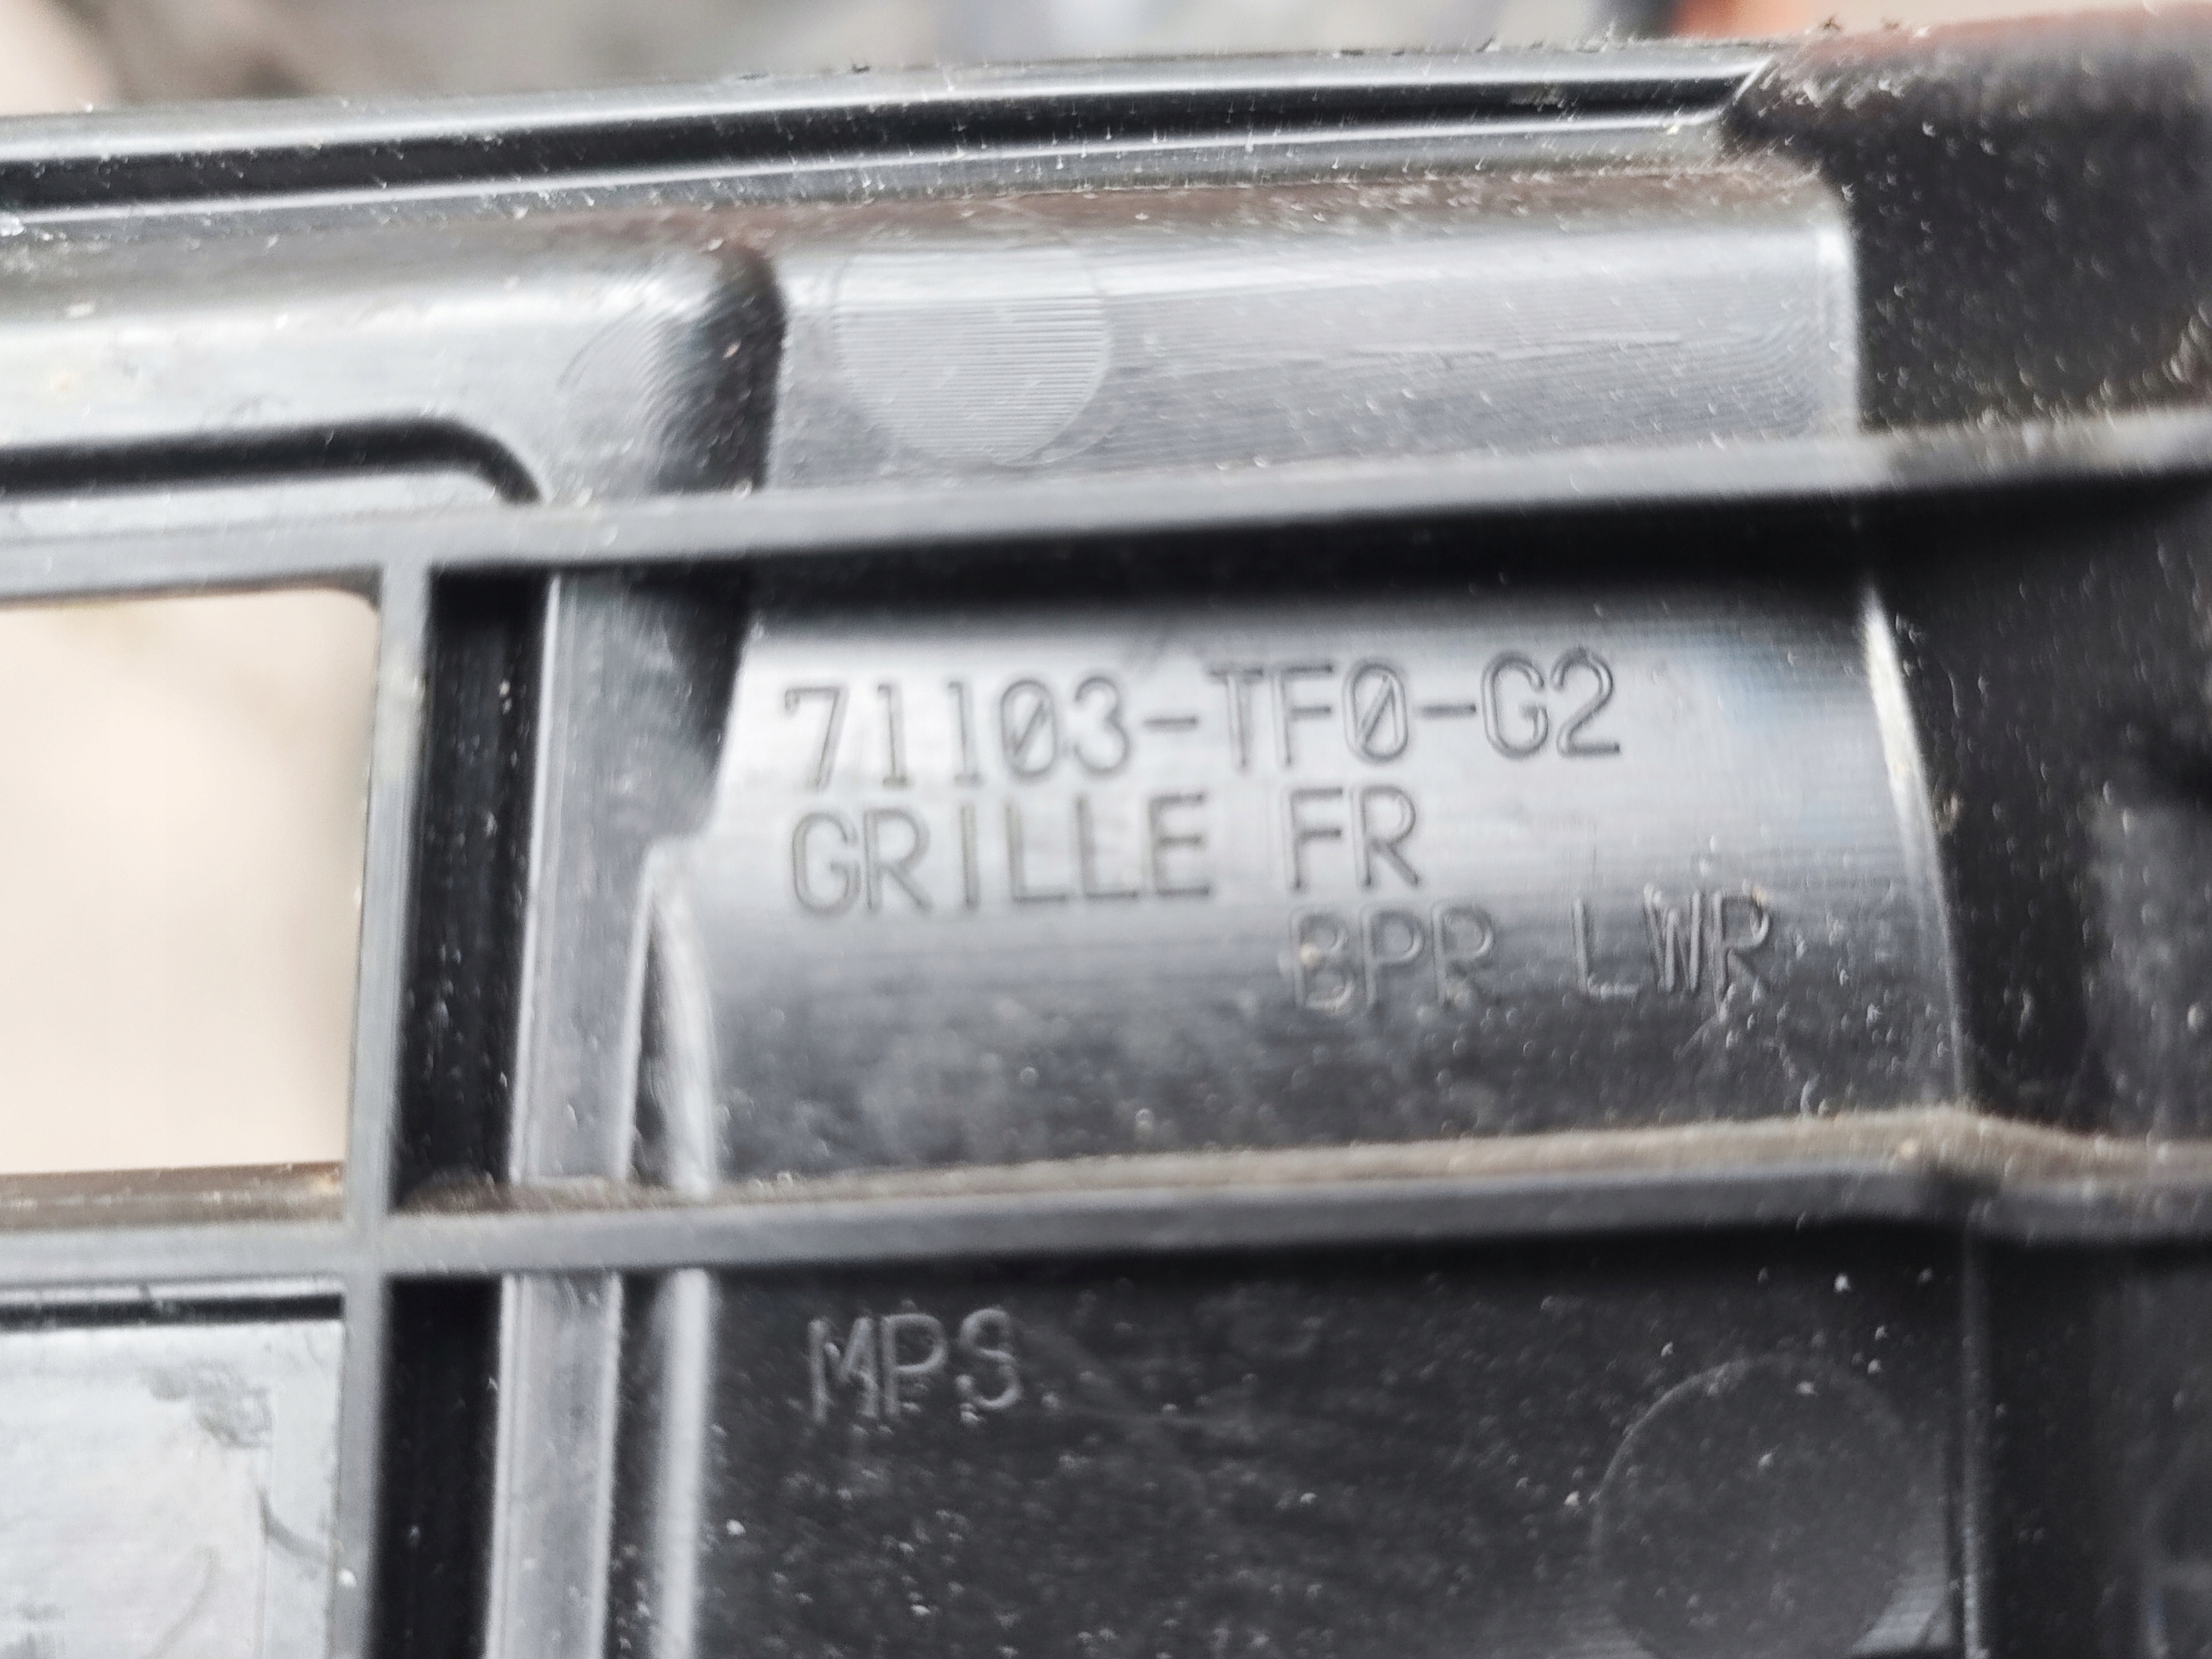 71103-TF0-G2
GRILLE FR
BPR LWR
MPS